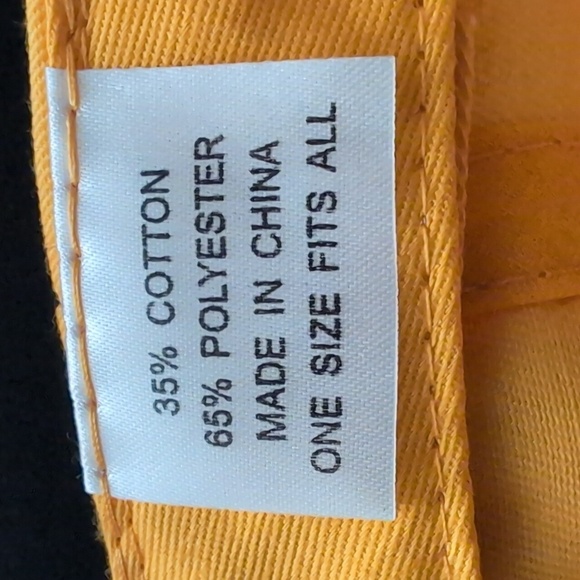 35% COTTON
65% POLYESTER
MADE IN CHINA
ONE SIZE FITS ALL